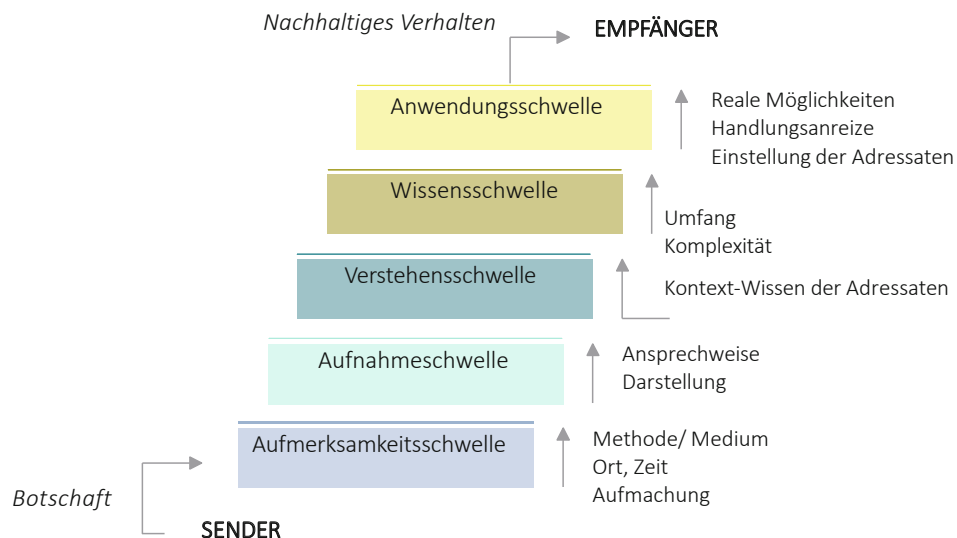 Nachhaltiges Verhalten
EMPFÄNGER
Anwendungsschwelle
Reale Möglichkeiten
Handlungsanreize
Einstellung der Adressaten
Wissensschwelle
Umfang
Komplexität
Verstehensschwelle
Kontext-Wissen der Adressaten
Aufnahmeschwelle
Ansprechweise
Darstellung
Aufmerksamkeitsschwelle
Methode/ Medium
Ort, Zeit
Aufmachung
Botschaft
SENDER